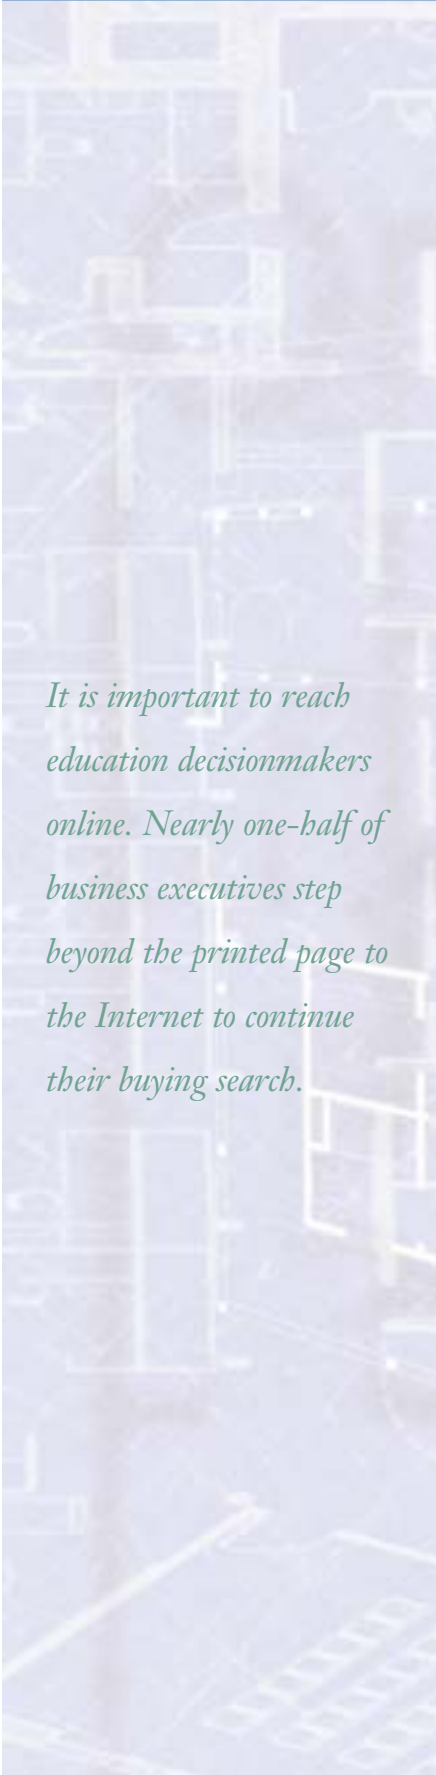 It is important to reach
education decisionmakers
online. Nearly one-half of
business executives step
beyond the printed page to
the Internet to continue
their buying search.